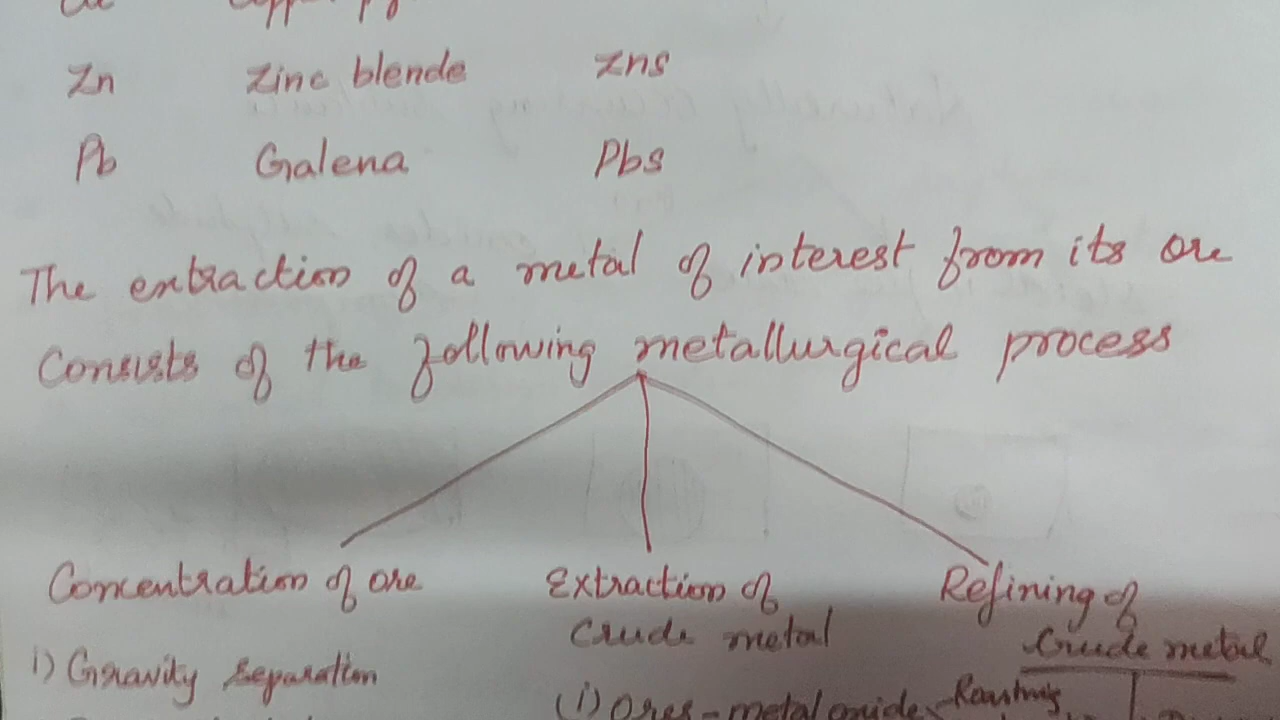 Zn Zinc blende Zns
Pb Galena Pbs
The extraction of a metal of interest from its ore
Consists of the following metallurgical process
Concentration of ore Extraction of Crude metal Refining of Crude metal
i) Gravity separation
(i) Ores-metal oxide Roasting